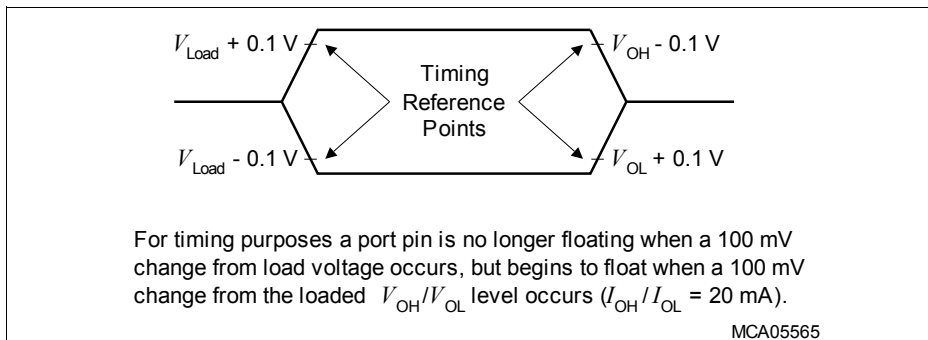 V_Load + 0.1 V
V_OH - 0.1 V
Timing
Reference
Points
V_Load - 0.1 V
V_OL + 0.1 V
For timing purposes a port pin is no longer floating when a 100 mV
change from load voltage occurs, but begins to float when a 100 mV
change from the loaded V_OH/V_OL level occurs (I_OH / I_OL = 20 mA).
MCA05565